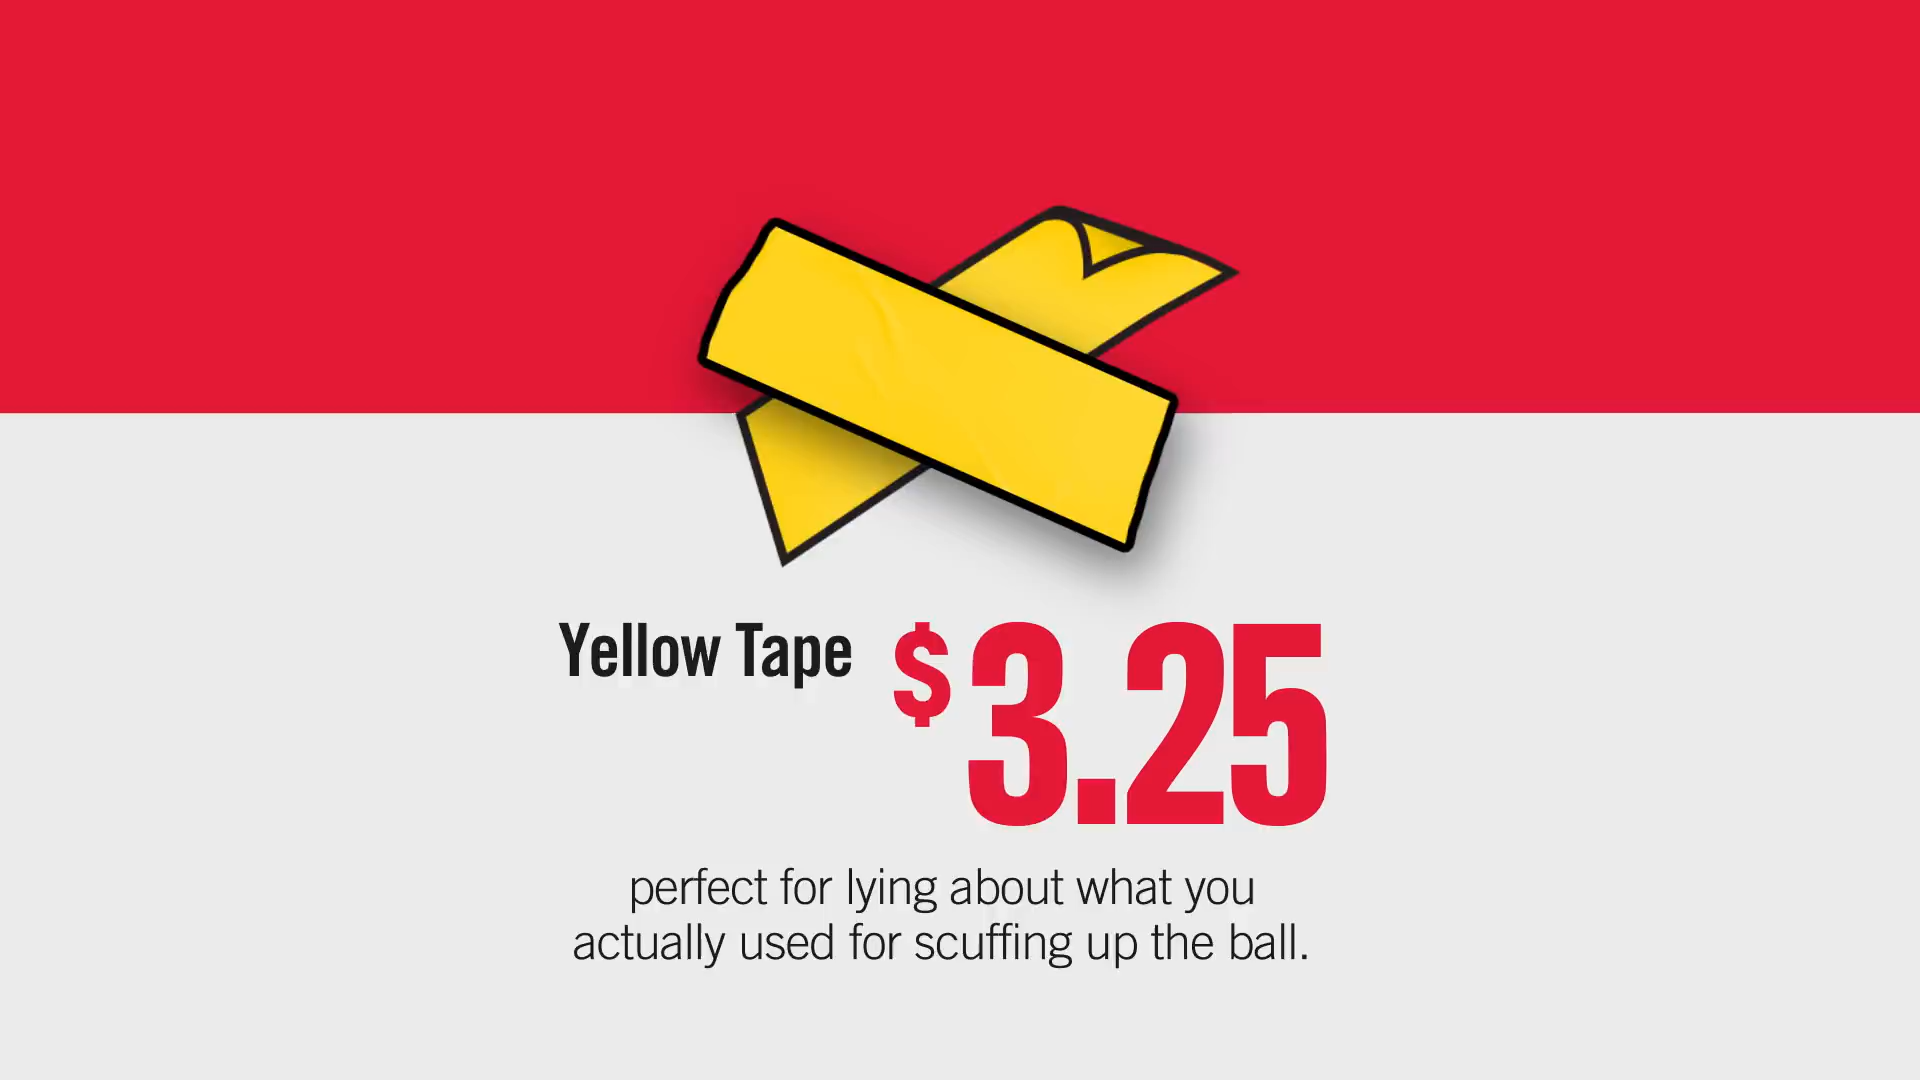 Yellow Tape $3.25
perfect for lying about what you
actually used for scuffing up the ball.